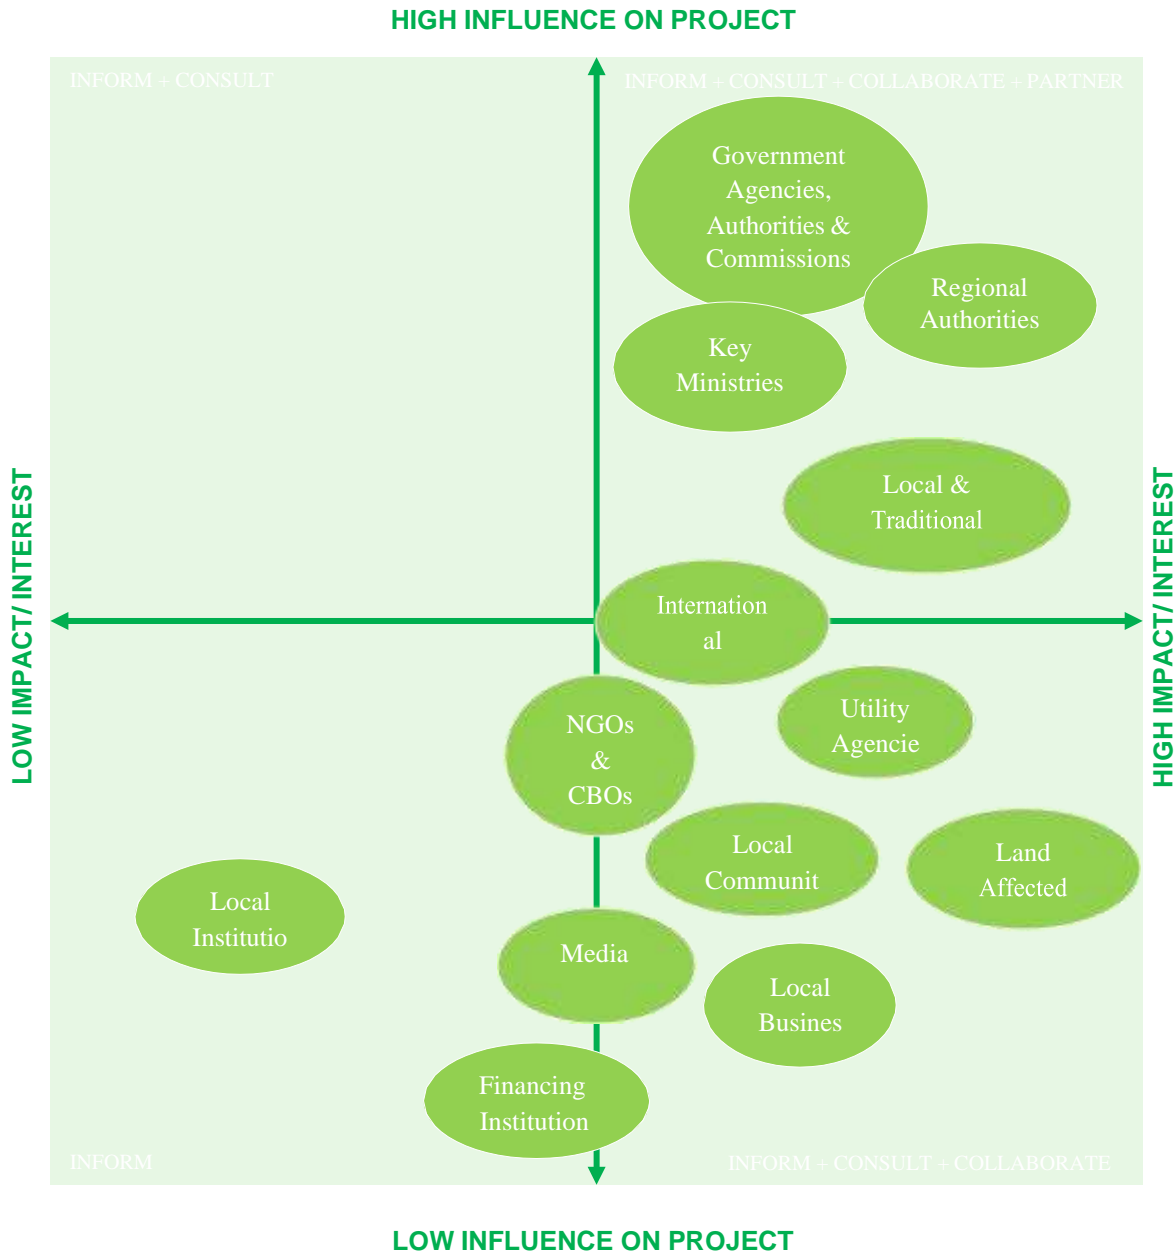 HIGH INFLUENCE ON PROJECT
INFORM + CONSULT
INFORM + CONSULT + COLLABORATE + PARTNER
Government
Agencies,
Authorities &
Commissions
Regional
Authorities
Key
Ministries
Local &
Traditional
LOW IMPACT/ INTEREST
HIGH IMPACT/ INTEREST
Internation
al
NGOs
&
CBOs
Utility
Agencie
Local
Communit
Land
Affected
Local
Institutio
Media
Local
Busines
Financing
Institution
INFORM
INFORM + CONSULT + COLLABORATE
LOW INFLUENCE ON PROJECT